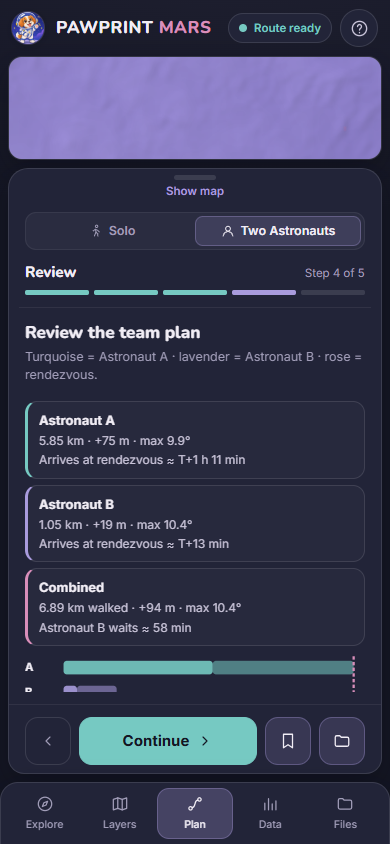 PAWPRINT MARS
Route ready
Show map
Solo
Two Astronauts
Review
Step 4 of 5
Review the team plan
Turquoise = Astronaut A · lavender = Astronaut B · rose =
rendezvous.
Astronaut A
5.85 km · +75 m · max 9.9°
Arrives at rendezvous ≈ T+1 h 11 min
Astronaut B
1.05 km · +19 m · max 10.4°
Arrives at rendezvous ≈ T+13 min
Combined
6.89 km walked · +94 m · max 10.4°
Astronaut B waits ≈ 58 min
A
B
Continue
Explore
Layers
Plan
Data
Files